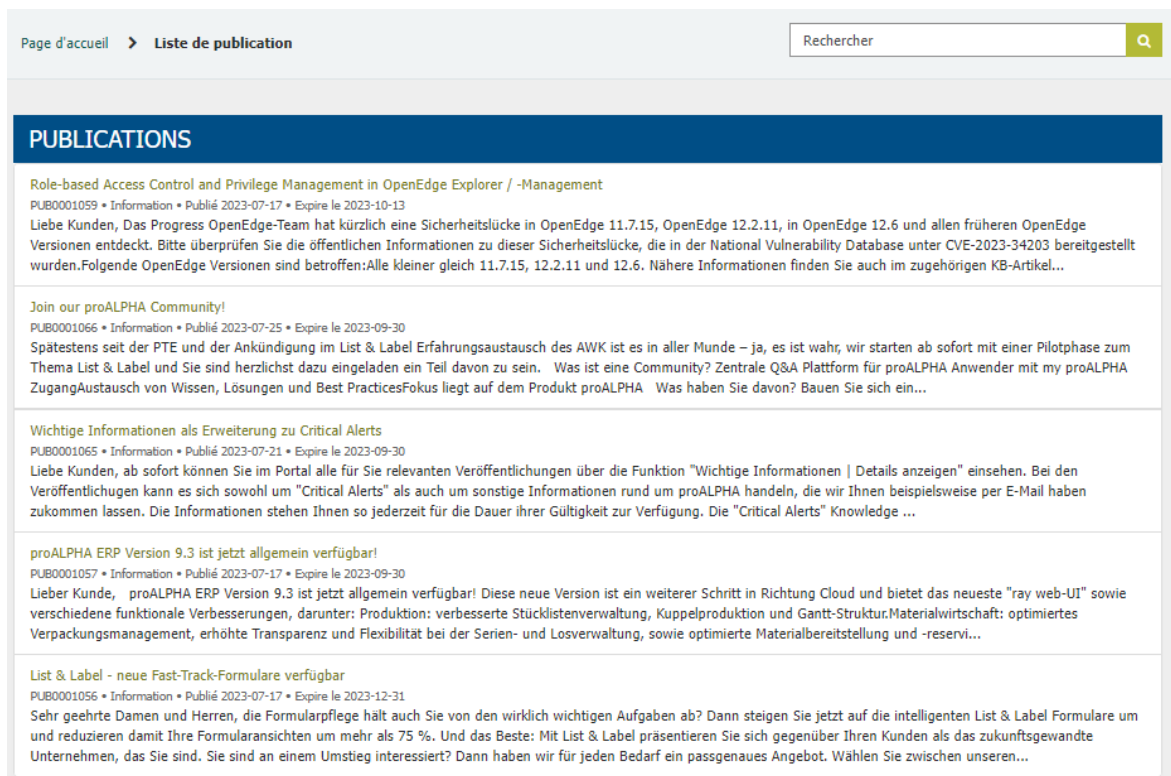 Page d'accueil > Liste de publication
Rechercher
PUBLICATIONS
Role-based Access Control and Privilege Management in OpenEdge Explorer / -Management
PUB0001059 • Information • Publié 2023-07-17 • Expire le 2023-10-13
Liebe Kunden, Das Progress OpenEdge-Team hat kürzlich eine Sicherheitslücke in OpenEdge 11.7.15, OpenEdge 12.2.11, in OpenEdge 12.6 und allen früheren OpenEdge
Versionen entdeckt. Bitte überprüfen Sie die öffentlichen Informationen zu dieser Sicherheitslücke, die in der National Vulnerability Database unter CVE-2023-34203 bereitgestellt
wurden.Folgende OpenEdge Versionen sind betroffen:Alle kleiner gleich 11.7.15, 12.2.11 und 12.6. Nähere Informationen finden Sie auch im zugehörigen KB-Artikel...
Join our proALPHA Community!
PUB0001066 • Information • Publié 2023-07-25 • Expire le 2023-09-30
Spätestens seit der PTE und der Ankündigung im List & Label Erfahrungsaustausch des AWK ist es in aller Munde – ja, es ist wahr, wir starten ab sofort mit einer Pilotphase zum
Thema List & Label und Sie sind herzlichst dazu eingeladen ein Teil davon zu sein.   Was ist eine Community? Zentrale Q&A Plattform für proALPHA Anwender mit my proALPHA
ZugangAustausch von Wissen, Lösungen und Best PracticesFokus liegt auf dem Produkt proALPHA   Was haben Sie davon? Bauen Sie sich ein...
Wichtige Informationen als Erweiterung zu Critical Alerts
PUB0001065 • Information • Publié 2023-07-21 • Expire le 2023-09-30
Liebe Kunden, ab sofort können Sie im Portal alle für Sie relevanten Veröffentlichungen über die Funktion "Wichtige Informationen | Details anzeigen" einsehen. Bei den
Veröffentlichugen kann es sich sowohl um "Critical Alerts" als auch um sonstige Informationen rund um proALPHA handeln, die wir Ihnen beispielsweise per E-Mail haben
zukommen lassen. Die Informationen stehen Ihnen so jederzeit für die Dauer ihrer Gültigkeit zur Verfügung. Die "Critical Alerts" Knowledge ...
proALPHA ERP Version 9.3 ist jetzt allgemein verfügbar!
PUB0001057 • Information • Publié 2023-07-17 • Expire le 2023-09-30
Lieber Kunde,   proALPHA ERP Version 9.3 ist jetzt allgemein verfügbar! Diese neue Version ist ein weiterer Schritt in Richtung Cloud und bietet das neueste "ray web-UI" sowie
verschiedene funktionale Verbesserungen, darunter: Produktion: verbesserte Stücklistenverwaltung, Kuppelproduktion und Gantt-Struktur.Materialwirtschaft: optimiertes
Verpackungsmanagement, erhöhte Transparenz und Flexibilität bei der Serien- und Losverwaltung, sowie optimierte Materialbereitstellung und -reservi...
List & Label - neue Fast-Track-Formulare verfügbar
PUB0001056 • Information • Publié 2023-07-17 • Expire le 2023-12-31
Sehr geehrte Damen und Herren, die Formularpflege hält auch Sie von den wirklich wichtigen Aufgaben ab? Dann steigen Sie jetzt auf die intelligenten List & Label Formulare um
und reduzieren damit Ihre Formularansichten um mehr als 75 %. Und das Beste: Mit List & Label präsentieren Sie sich gegenüber Ihren Kunden als das zukunftsgewandte
Unternehmen, das Sie sind. Sie sind an einem Umstieg interessiert? Dann haben wir für jeden Bedarf ein passgenaues Angebot. Wählen Sie zwischen unseren...